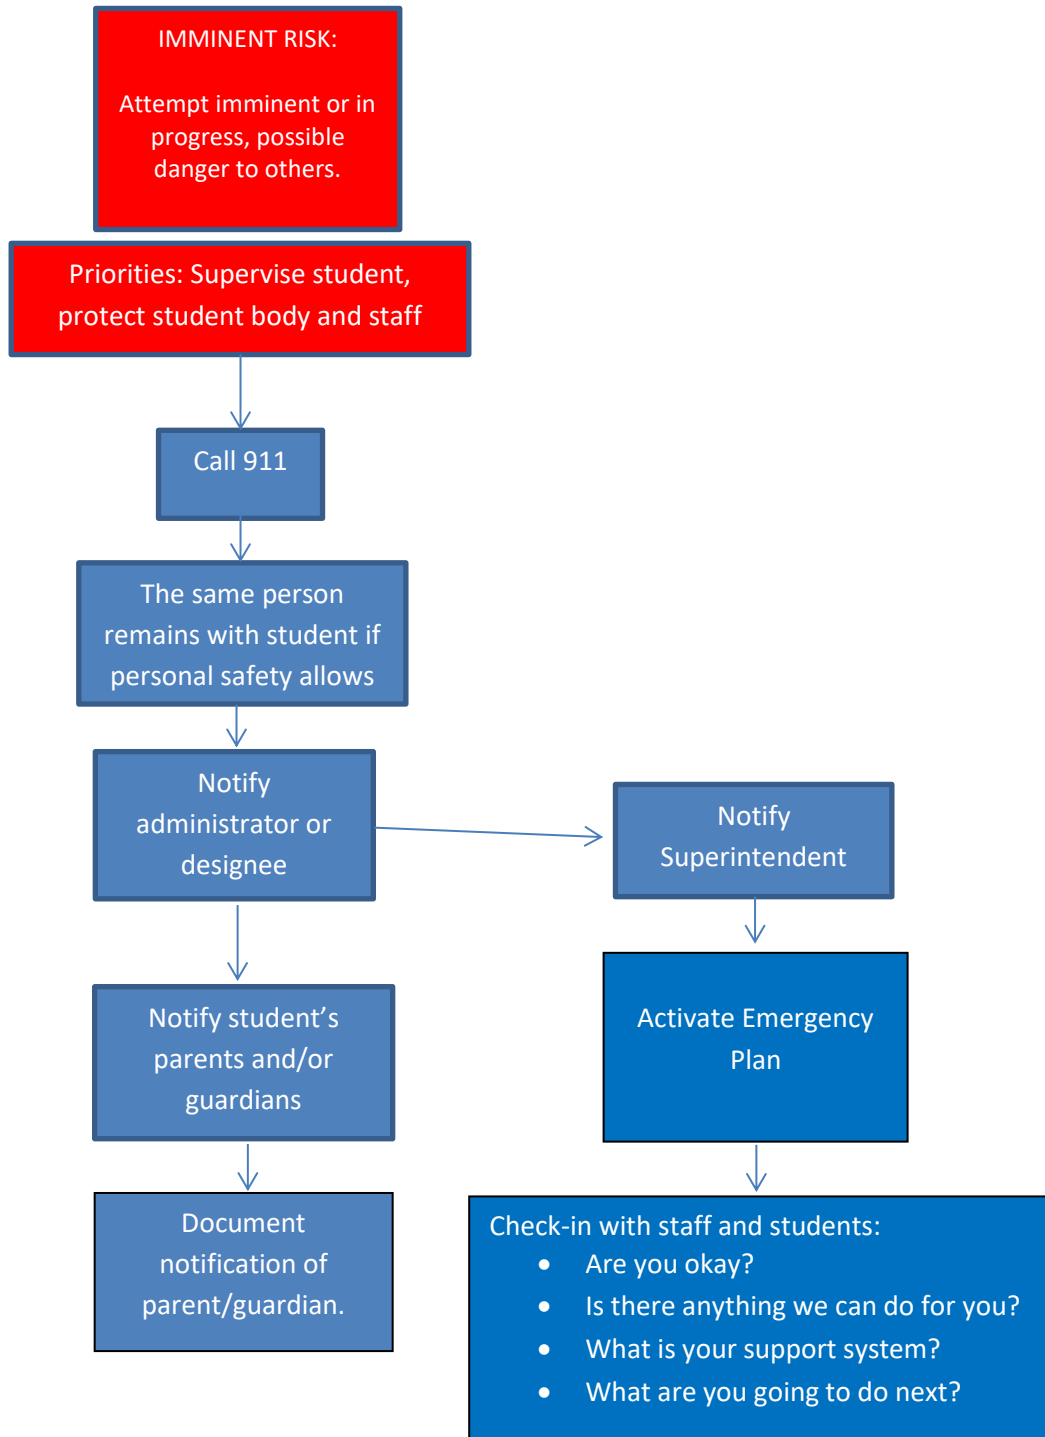 IMMINENT RISK:
Attempt imminent or in
progress, possible
danger to others.
Priorities: Supervise student,
protect student body and staff
Call 911
The same person
remains with student if
personal safety allows
Notify
administrator or
designee
Notify
Superintendent
Notify student’s
parents and/or
guardians
Activate Emergency
Plan
Document
notification of
parent/guardian.
Check-in with staff and students:
• Are you okay?
• Is there anything we can do for you?
• What is your support system?
• What are you going to do next?